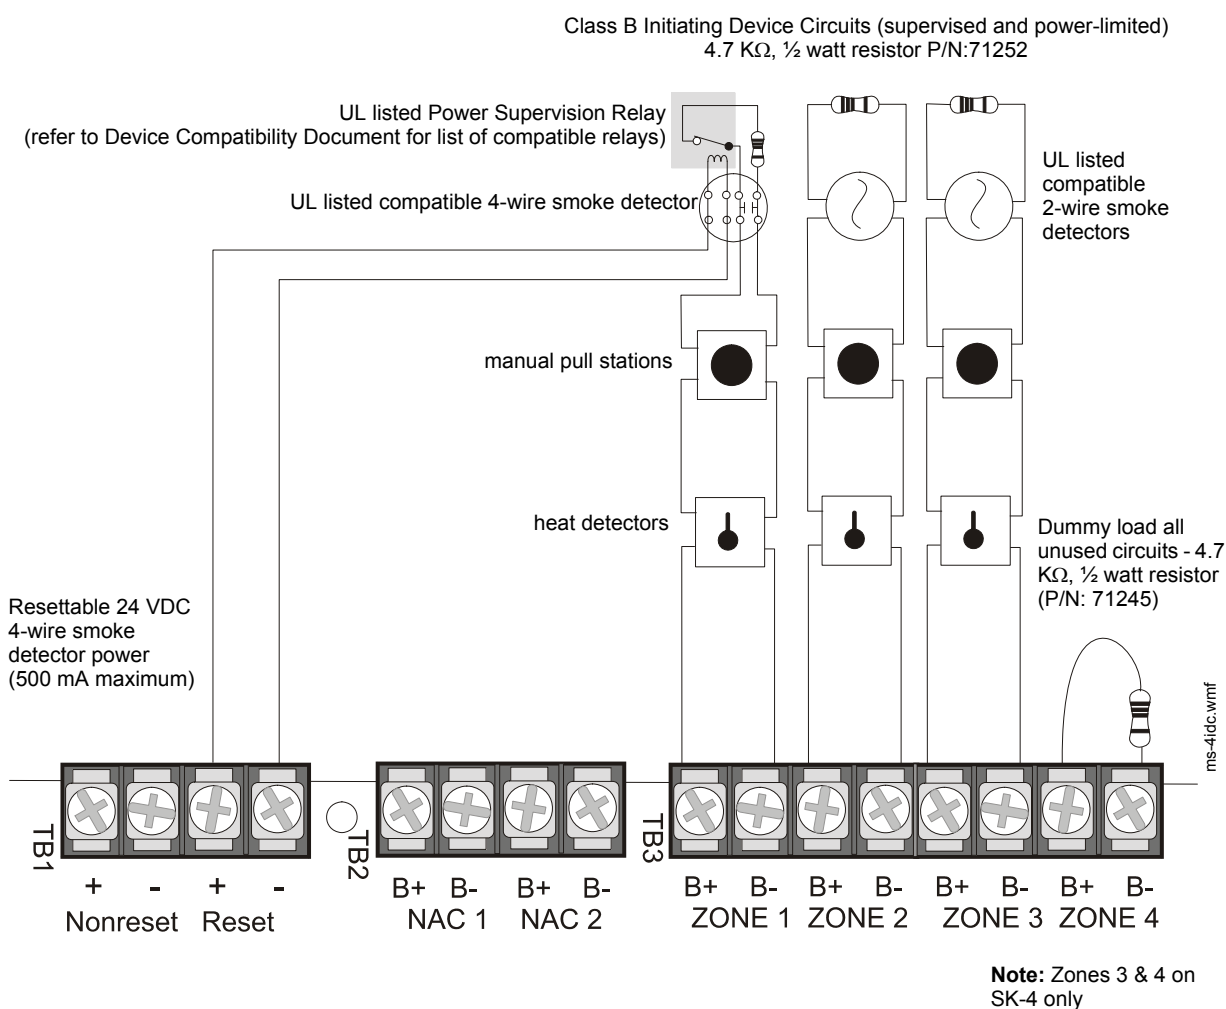 Class B Initiating Device Circuits (supervised and power-limited)
4.7 KΩ, ½ watt resistor P/N:71252
UL listed Power Supervision Relay
(refer to Device Compatibility Document for list of compatible relays)
UL listed
compatible
2-wire smoke
detectors
UL listed compatible 4-wire smoke detector
manual pull stations
heat detectors
Dummy load all
unused circuits - 4.7
KΩ, ½ watt resistor
(P/N: 71245)
Resettable 24 VDC
4-wire smoke
detector power
(500 mA maximum)
ms-4idc.wmf
TB1
TB2
TB3
+ - + -
Nonreset Reset
B+ B- B+ B-
NAC 1 NAC 2
B+ B- B+ B- B+ B- B+ B-
ZONE 1 ZONE 2 ZONE 3 ZONE 4
Note: Zones 3 & 4 on
SK-4 only